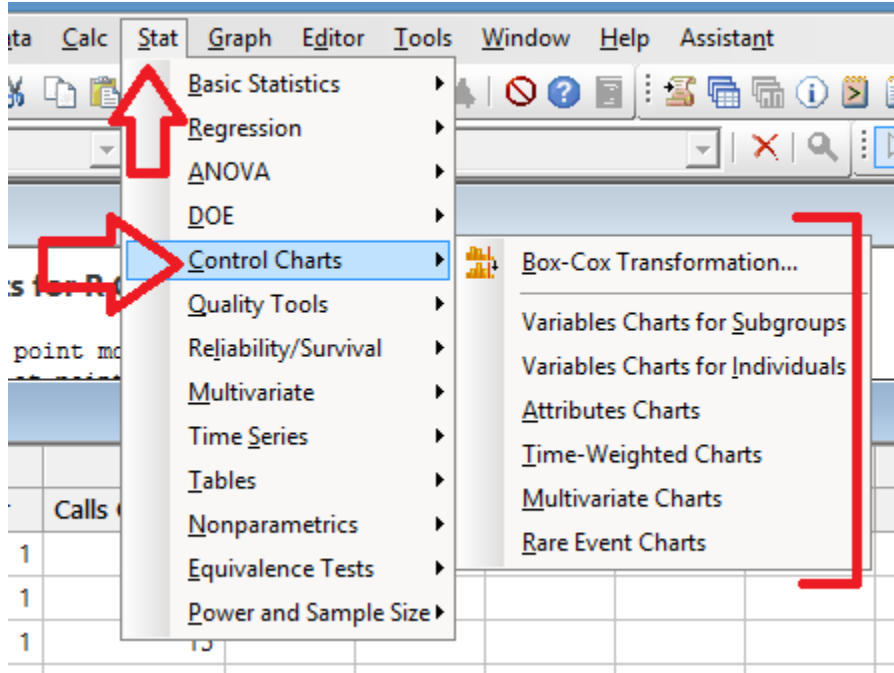 Calc Stat Graph Editor Tools Window Help Assistant
Basic Statistics
Regression
ANOVA
DOE
Control Charts
Box-Cox Transformation...
Quality Tools
Variables Charts for Subgroups
Reliability/Survival
Variables Charts for Individuals
point
Multivariate
Attributes Charts
Time Series
Time-Weighted Charts
Tables
Multivariate Charts
Calls
Nonparametrics
Rare Event Charts
1
Equivalence Tests
1
Power and Sample Size
1